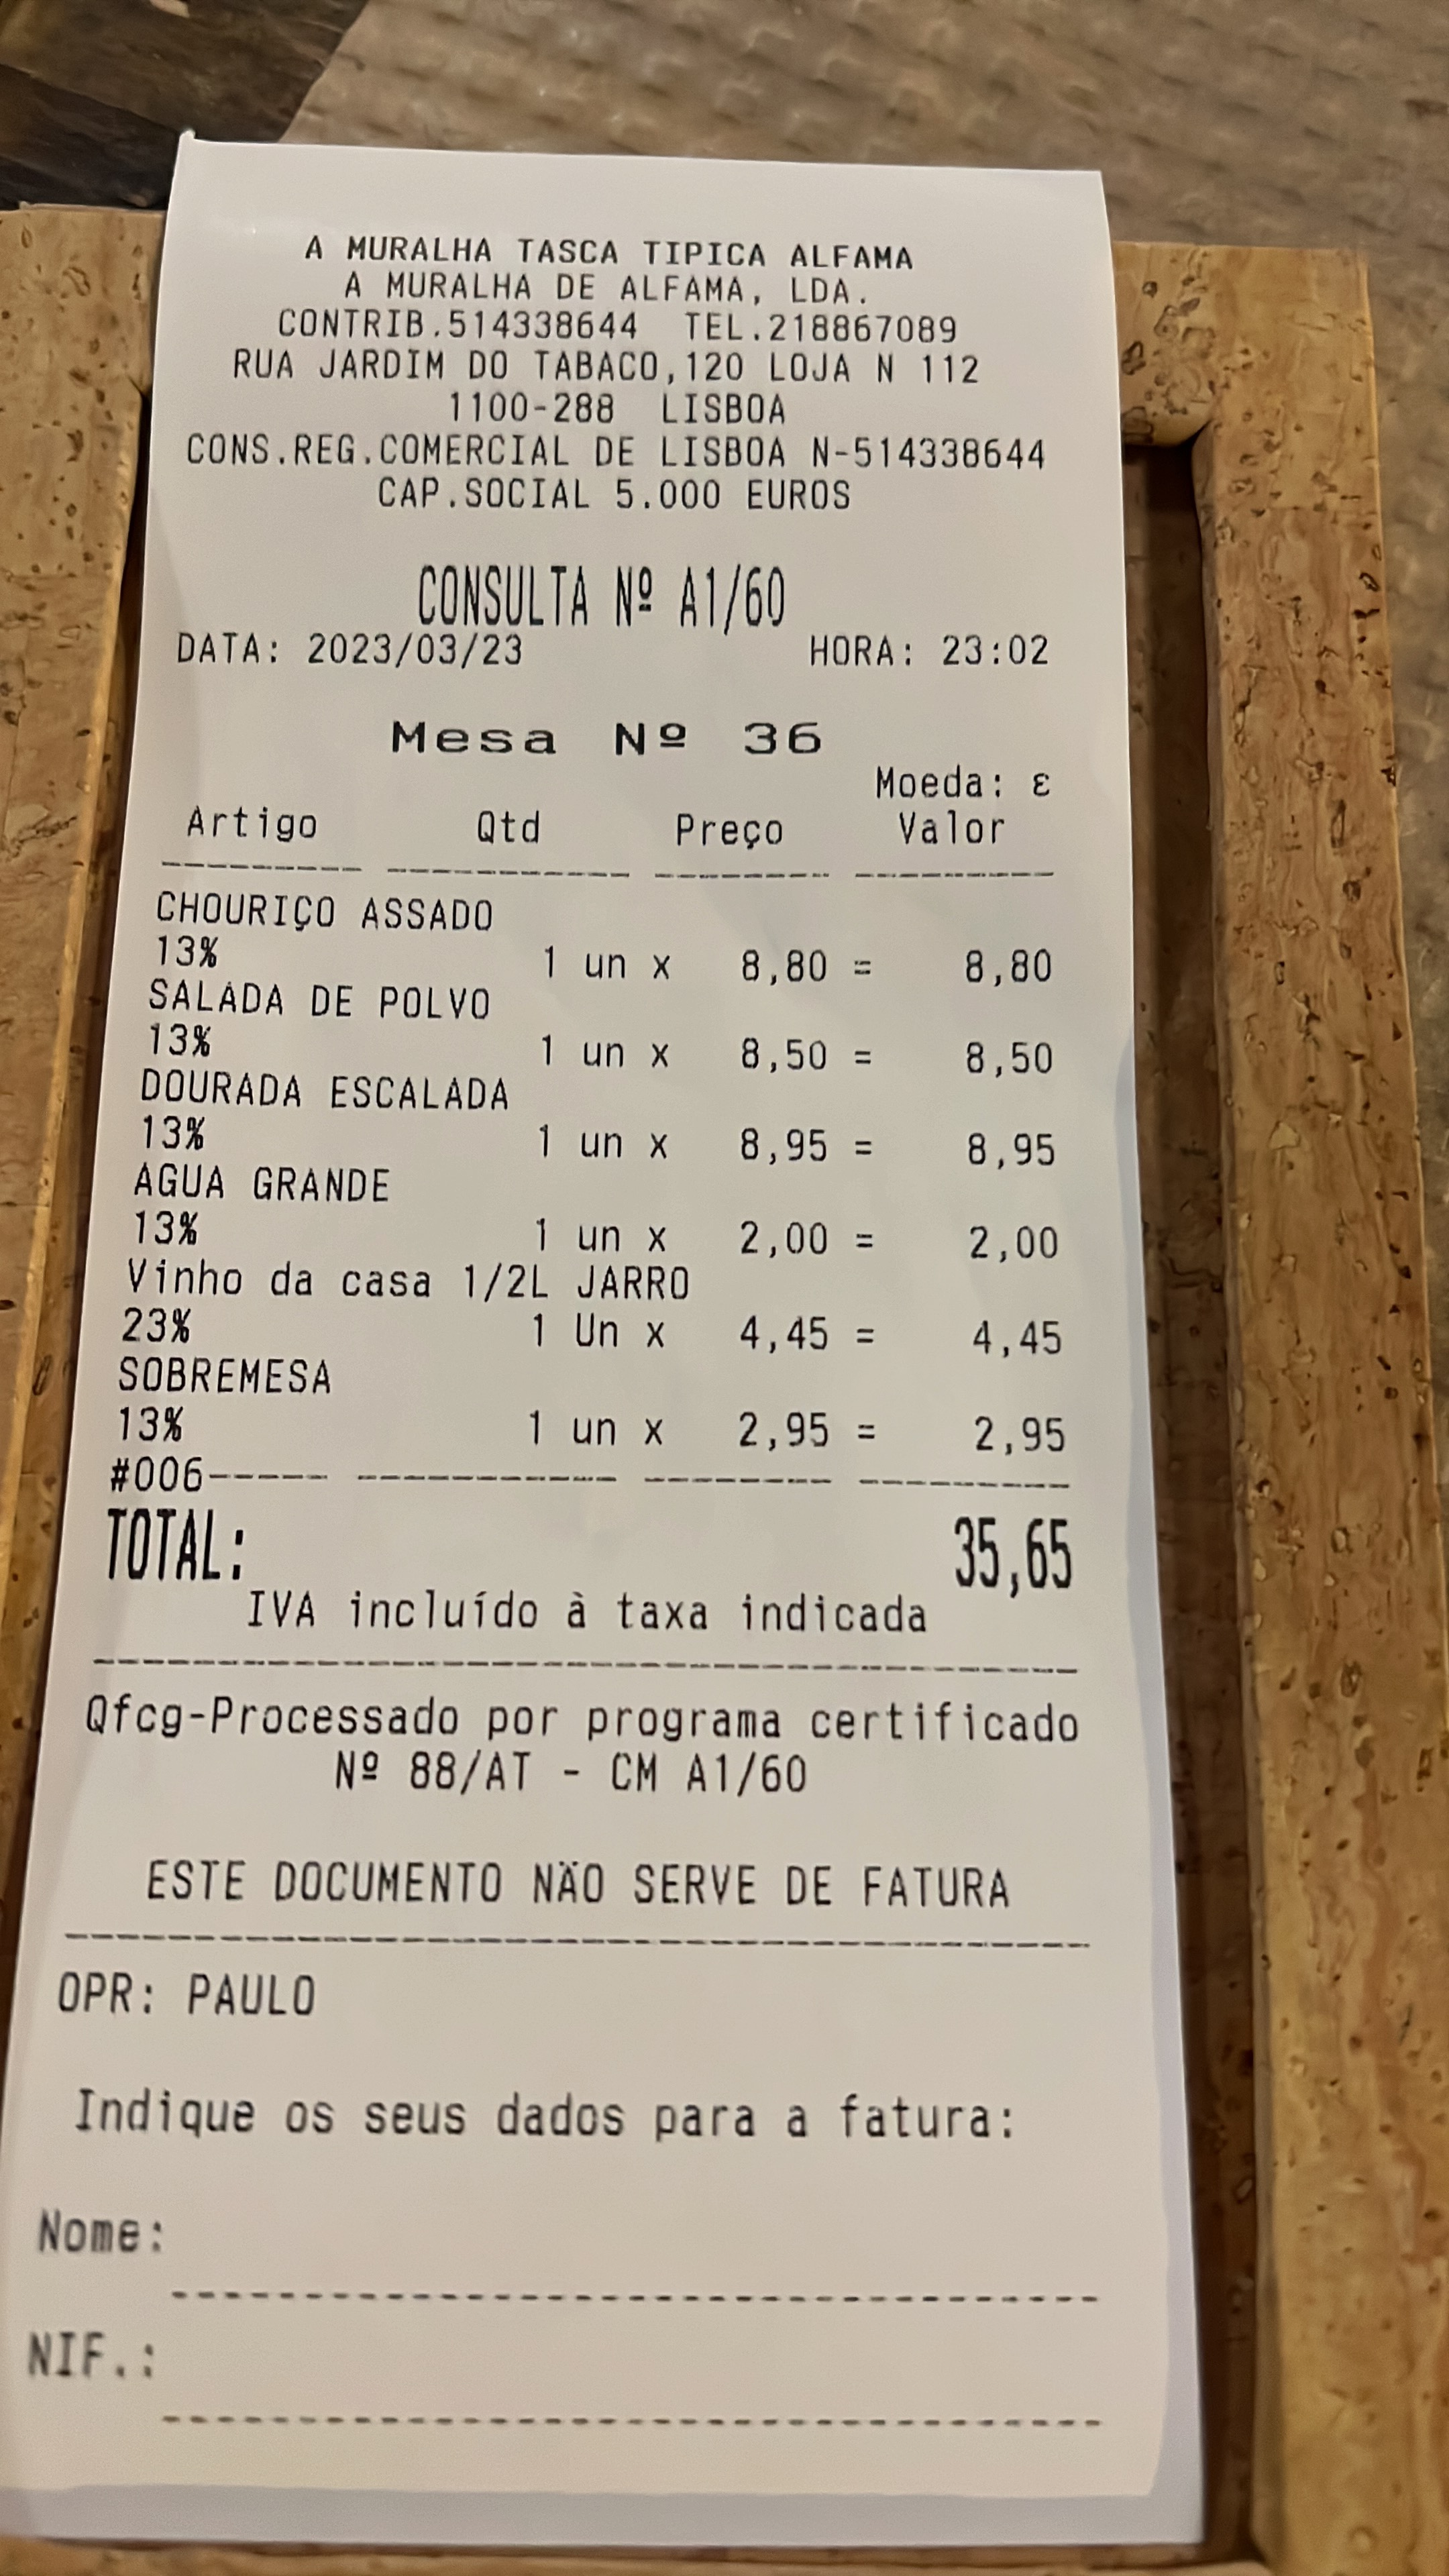 A MURALHA TASCA TIPICA ALFAMA
A MURALHA DE ALFAMA, LDA.
CONTRIB.514338644 TEL.218867089
RUA JARDIM DO TABACO,120 LOJA N 112
1100-288 LISBOA
CONS.REG.COMERCIAL DE LISBOA N-514338644
CAP.SOCIAL 5.000 EUROS
CONSULTA Nº A1/60
DATA: 2023/03/23 HORA: 23:02
Mesa Nº 36
Moeda: €
Artigo Qtd Preço Valor
CHOURIÇO ASSADO
13% 1 un x 8,80 = 8,80
SALADA DE POLVO
13% 1 un x 8,50 = 8,50
DOURADA ESCALADA
13% 1 un x 8,95 = 8,95
AGUA GRANDE
13% 1 un x 2,00 = 2,00
Vinho da casa 1/2L JARRO
23% 1 Un x 4,45 = 4,45
SOBREMESA
13% 1 un x 2,95 = 2,95
#006
TOTAL: 35,65
IVA incluído à taxa indicada
Qfcg-Processado por programa certificado
Nº 88/AT - CM A1/60
ESTE DOCUMENTO NÃO SERVE DE FATURA
OPR: PAULO
Indique os seus dados para a fatura:
Nome:
NIF.: